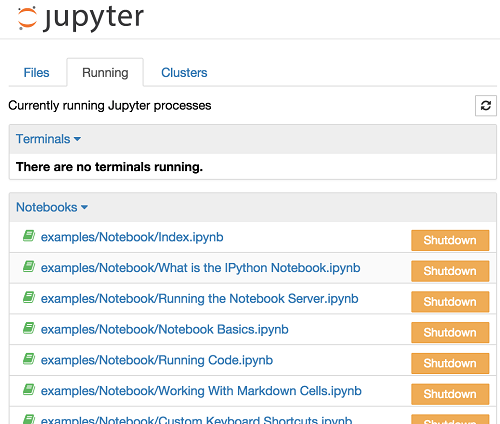 jupyter
Files Running Clusters
Currently running Jupyter processes
Terminals
There are no terminals running.
Notebooks
examples/Notebook/Index.ipynb Shutdown
examples/Notebook/What is the IPython Notebook.ipynb Shutdown
examples/Notebook/Running the Notebook Server.ipynb Shutdown
examples/Notebook/Notebook Basics.ipynb Shutdown
examples/Notebook/Running Code.ipynb Shutdown
examples/Notebook/Working With Markdown Cells.ipynb Shutdown
examples/Notebook/Custom Keyboard Shortcuts.ipynb Shutdown